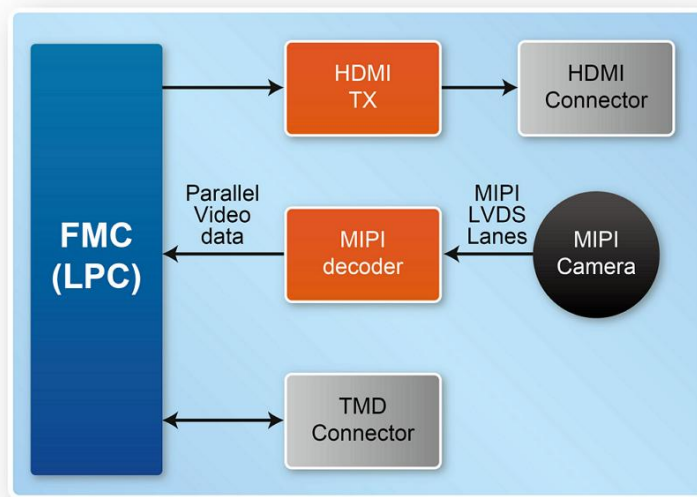 HDMI
TX
HDMI
Connector
FMC
(LPC)
Parallel
Video
data
MIPI
decoder
MIPI
LVDS
Lanes
MIPI
Camera
TMD
Connector